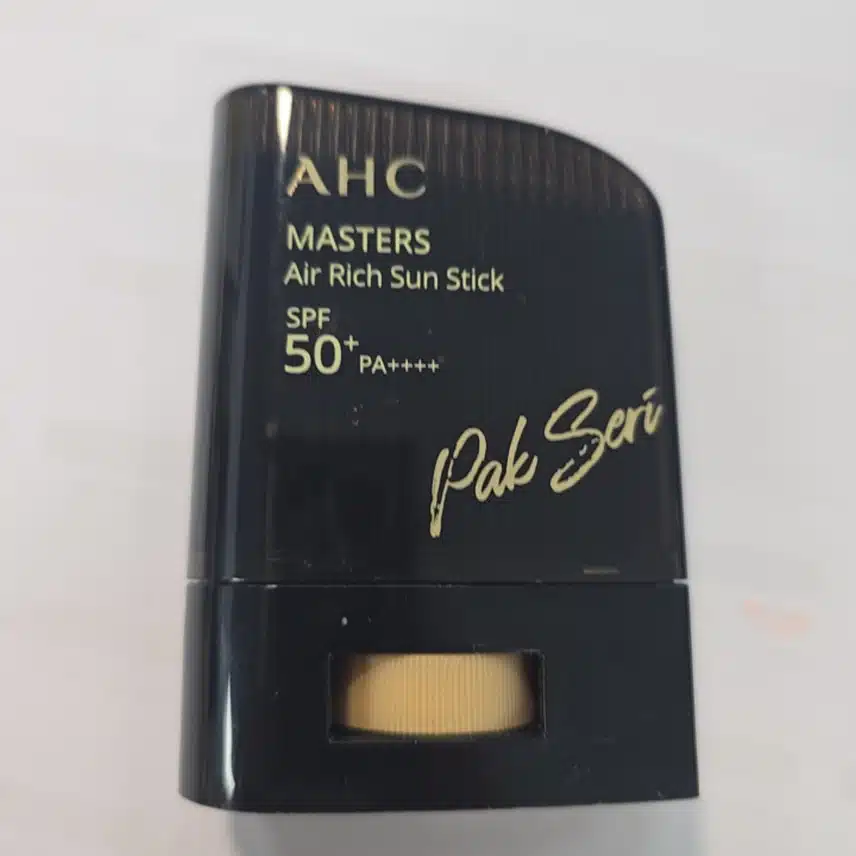 AHC
MASTERS
Air Rich Sun Stick
SPF
50+ PA++++
Pak Seri